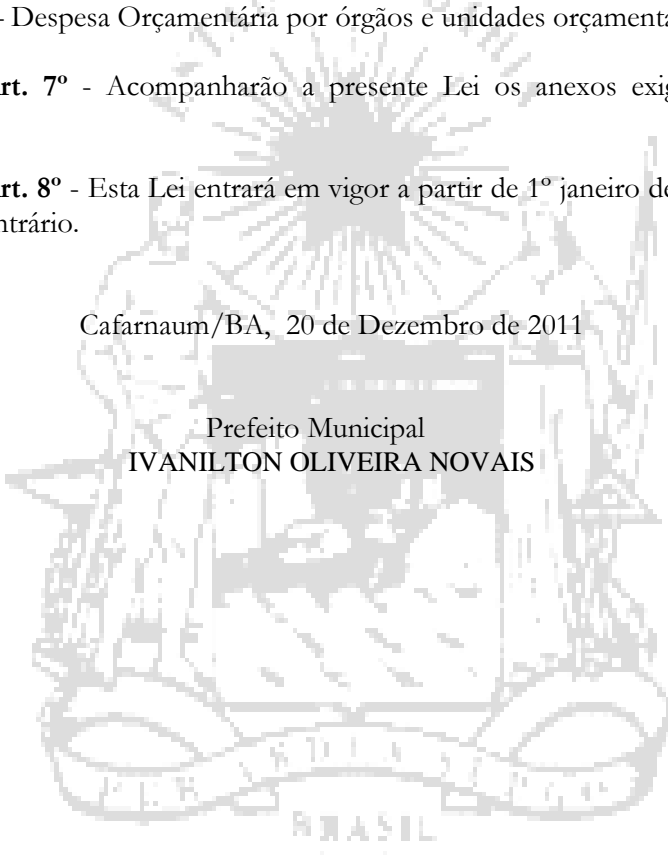 - Despesa Orçamentária por órgãos e unidades orçamenta
rt. 7º - Acompanharão a presente Lei os anexos exig
rt. 8º - Esta Lei entrará em vigor a partir de 1º janeiro de
ntrário.
Cafarnaum/BA, 20 de Dezembro de 2011
Prefeito Municipal
IVANILTON OLIVEIRA NOVAIS
BRASIL